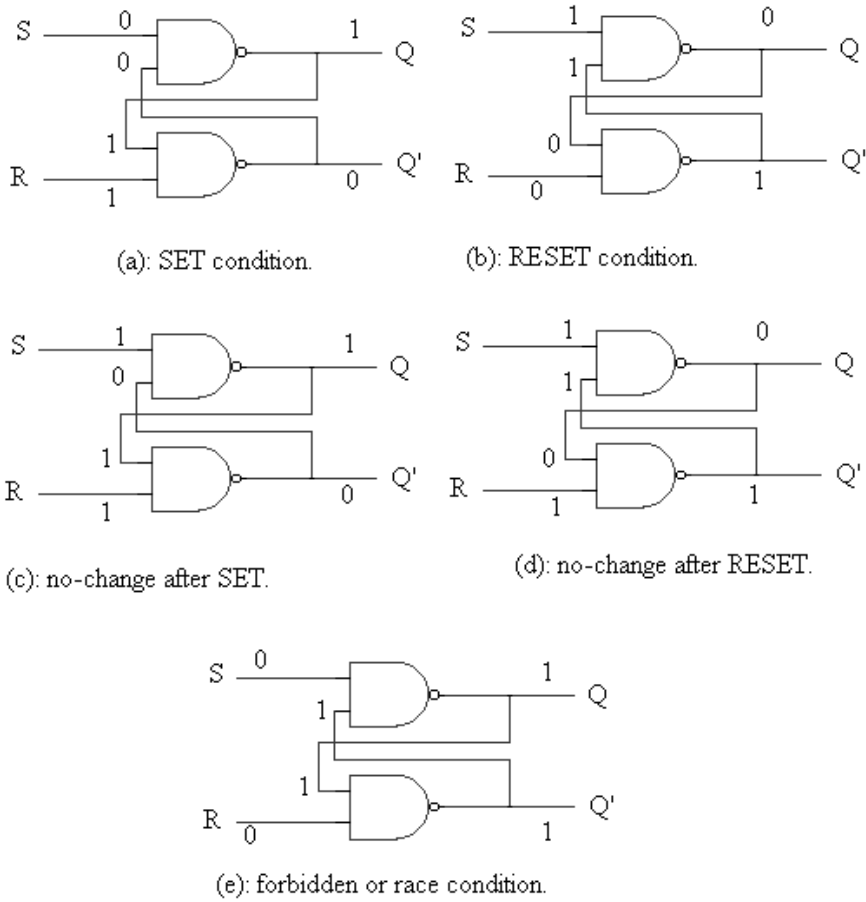 S 0 1 Q
0
1
R 1 0 Q'
(a): SET condition.
S 1 0 Q
1
0
R 0 1 Q'
(b): RESET condition.
S 1 1 Q
0
1
R 1 0 Q'
(c): no-change after SET.
S 1 0 Q
1
0
R 1 1 Q'
(d): no-change after RESET.
S 0 1 Q
1
1
R 0 1 Q'
(e): forbidden or race condition.